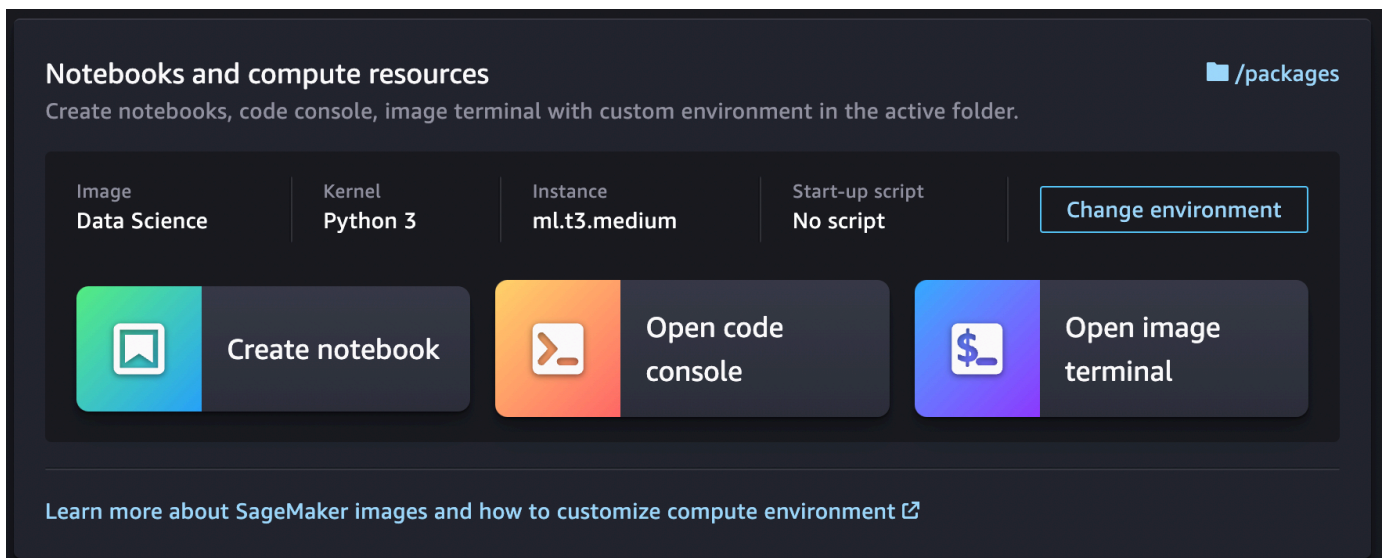 Notebooks and compute resources
/packages
Create notebooks, code console, image terminal with custom environment in the active folder.
Image
Data Science
Kernel
Python 3
Instance
ml.t3.medium
Start-up script
No script
Change environment
Create notebook
Open code
console
$_
Open image
terminal
Learn more about SageMaker images and how to customize compute environment